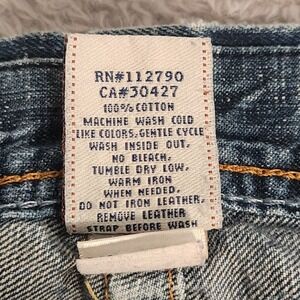 RN#112790
CA#30427
100% COTTON
MACHINE WASH COLD
LIKE COLORS, GENTLE CYCLE
WASH INSIDE OUT,
NO BLEACH,
TUMBLE DRY LOW,
WARM IRON
WHEN NEEDED.
DO NOT IRON LEATHER,
REMOVE LEATHER
STRAP BEFORE WASH